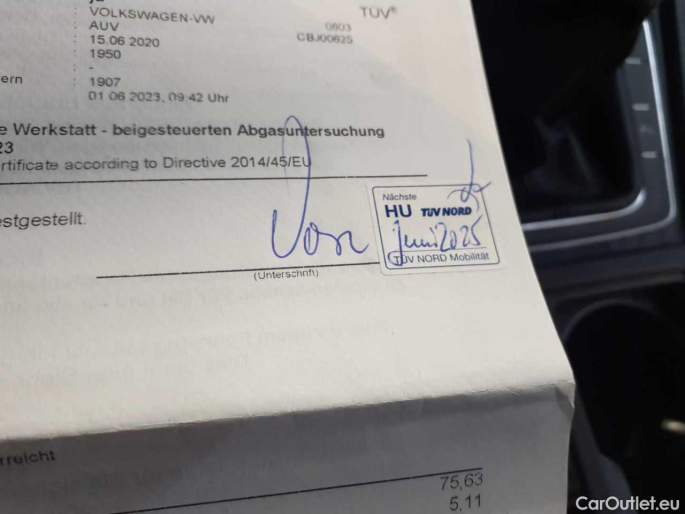 VOLKSWAGEN-VW TÜV®
: AUV 0603
: 15.06 2020 CBJ00625
: 1950
: -
ern : 1907
01 06 2023, 09:42 Uhr
e Werkstatt - beigesteuerten Abgasuntersuchung
23
ertificate according to Directive 2014/45/EU
estgestellt.
(Unterschrift)
Nächste
HU TÜV NORD
Juni 2025
TÜV NORD Mobilität
rreicht
75,63
5,11
CarOutlet.eu